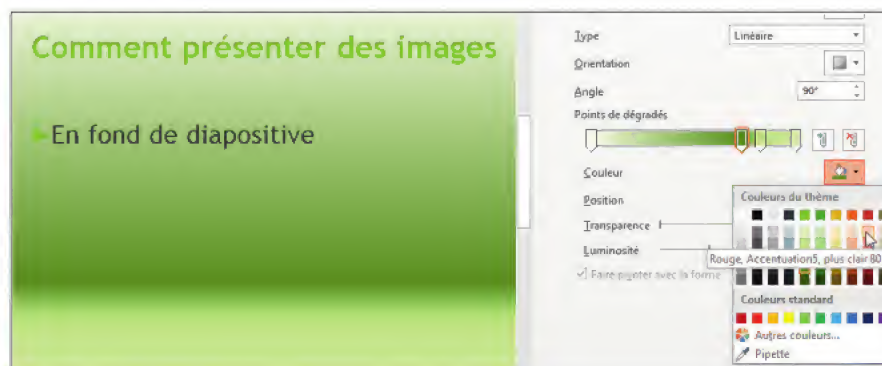 Comment présenter des images
En fond de diapositive
Type Linéaire
Orientation
Angle 90°
Points de dégradés
Couleur
Position
Transparence
Luminosité
Faire pivoter avec la forme
Couleurs du thème
Rouge, Accentuation5, plus clair 80
Couleurs standard
Autres couleurs...
Pipette